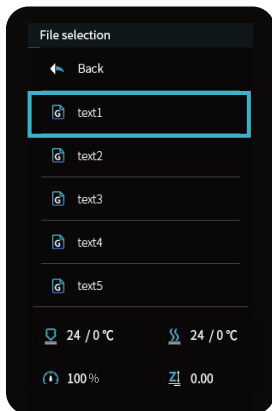 File selection
Back
G text1
G text2
G text3
G text4
G text5
24 / 0 ℃ 24 / 0 ℃
100 % Z 0.00